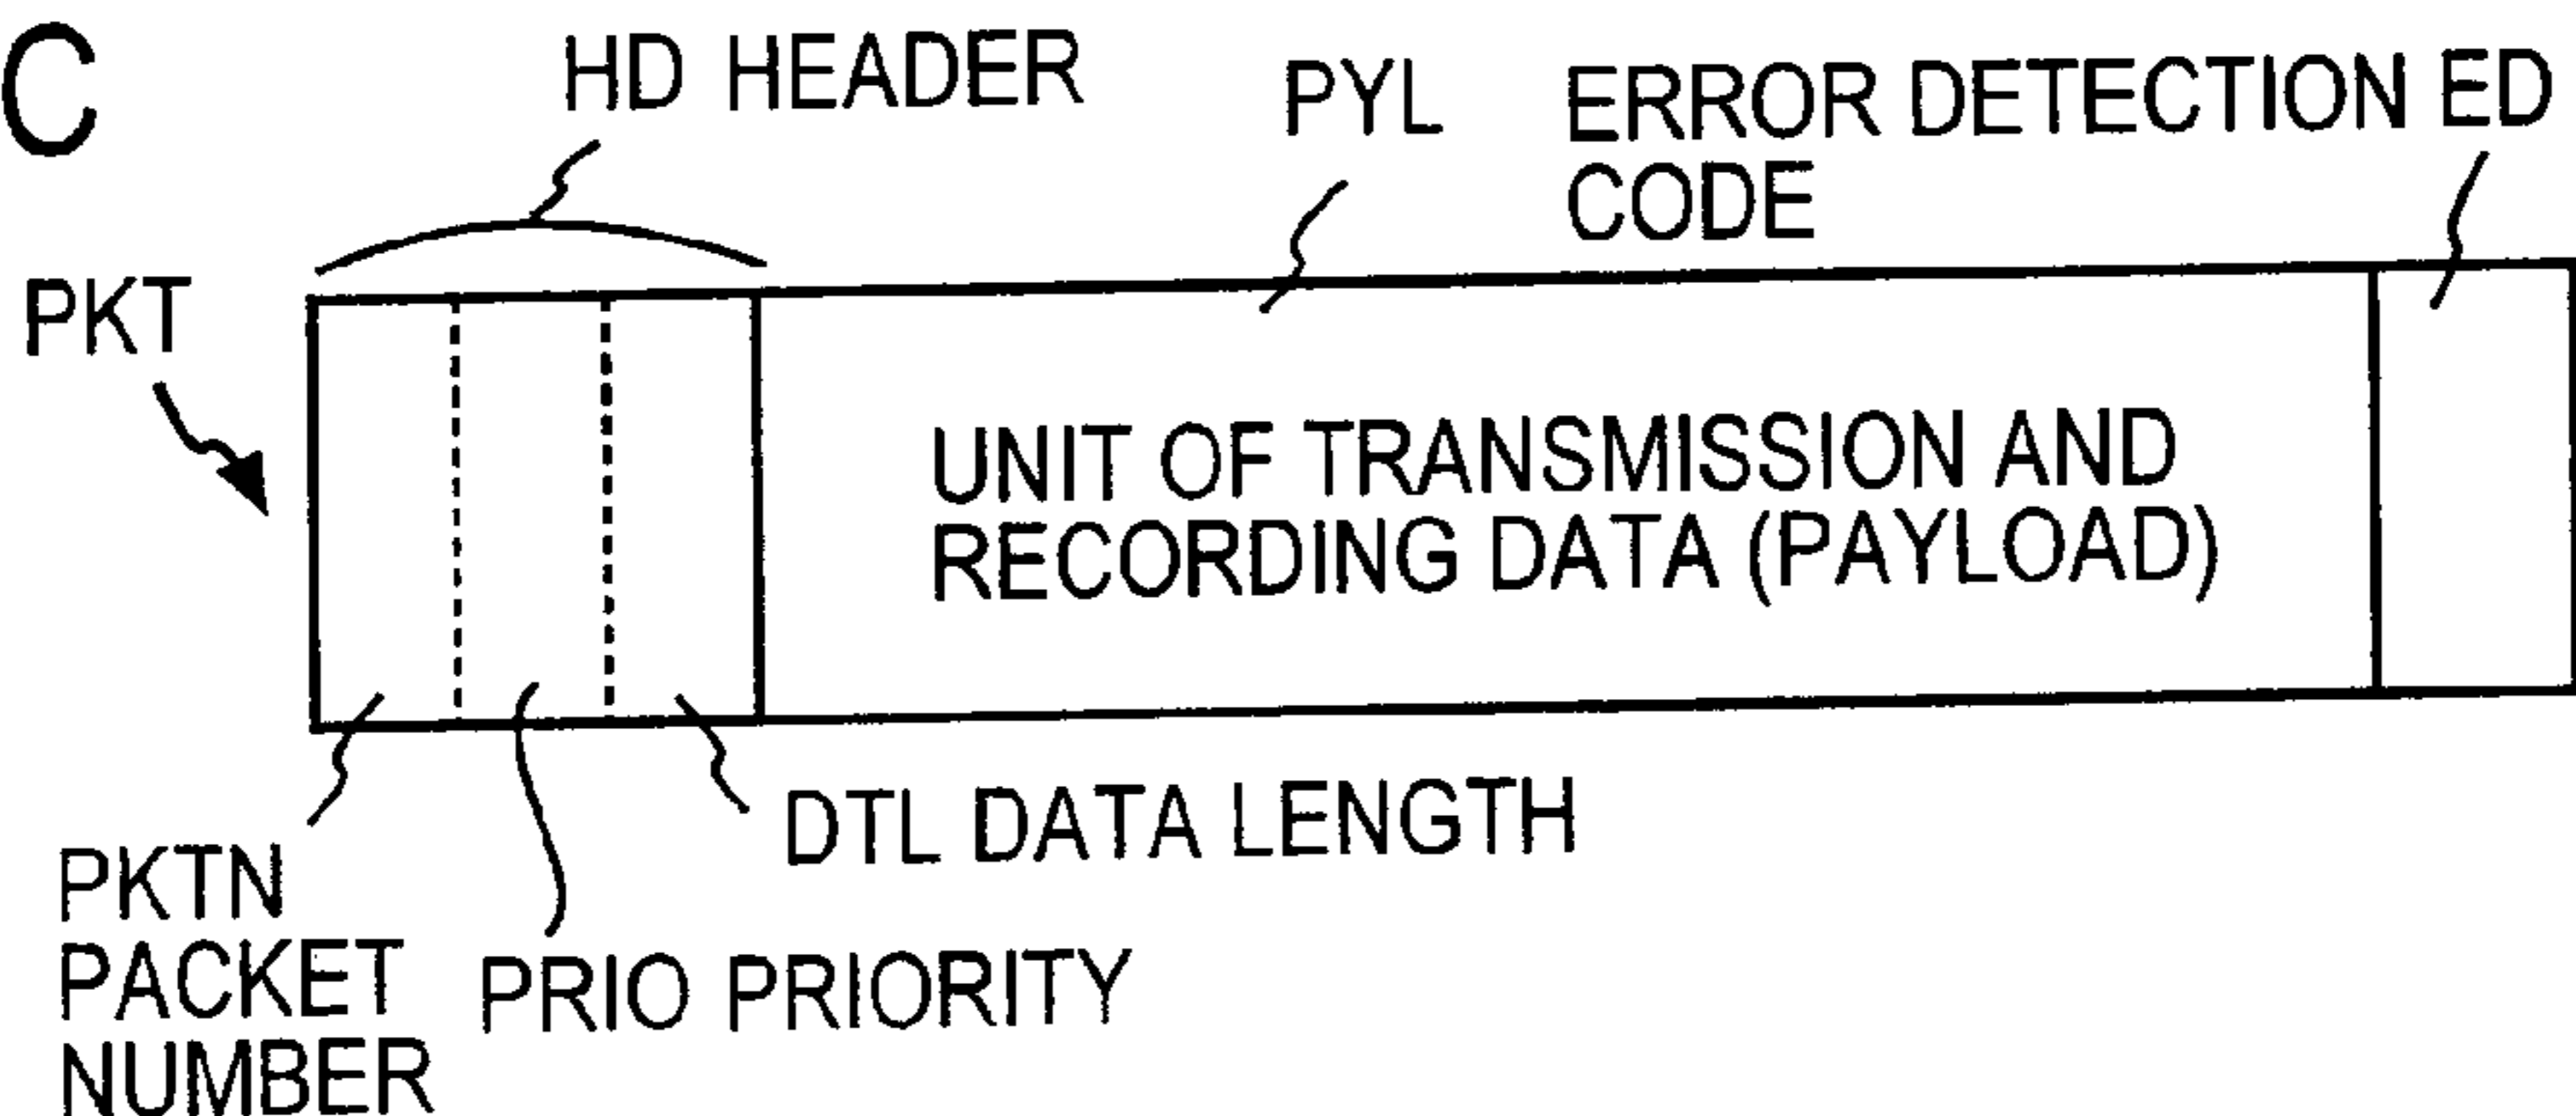 C
HD HEADER
PYL
ERROR DETECTION ED
CODE
PKT
UNIT OF TRANSMISSION AND
RECORDING DATA (PAYLOAD)
DTL DATA LENGTH
PKTN
PACKET
NUMBER
PRIO PRIORITY